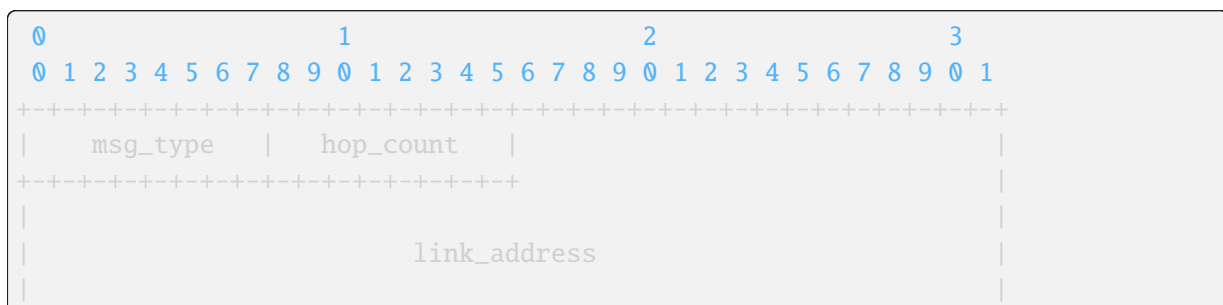 0                   1                   2                   3
 0 1 2 3 4 5 6 7 8 9 0 1 2 3 4 5 6 7 8 9 0 1 2 3 4 5 6 7 8 9 0 1
+-+-+-+-+-+-+-+-+-+-+-+-+-+-+-+-+-+-+-+-+-+-+-+-+-+-+-+-+-+-+-+-+
|    msg_type   |   hop_count   |                               |
+-+-+-+-+-+-+-+-+-+-+-+-+-+-+-+-+                               |
|                                                               |
|                         link_address                          |
|                                                               |